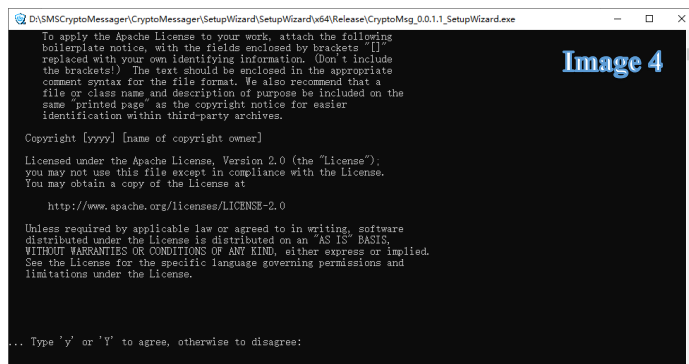 D:\SMSCryptoMessager\CryptoMessager\SetupWizard\SetupWizard\x64\Release\CryptoMsg_0.0.1.1_SetupWizard.exe
To apply the Apache License to your work, attach the following
boilerplate notice, with the fields enclosed by brackets "[]"
replaced with your own identifying information. (Don't include
the brackets!)  The text should be enclosed in the appropriate
comment syntax for the file format. We also recommend that a
file or class name and description of purpose be included on the
same "printed page" as the copyright notice for easier
identification within third-party archives.
Image 4
Copyright [yyyy] [name of copyright owner]
Licensed under the Apache License, Version 2.0 (the "License");
you may not use this file except in compliance with the License.
You may obtain a copy of the License at
http://www.apache.org/licenses/LICENSE-2.0
Unless required by applicable law or agreed to in writing, software
distributed under the License is distributed on an "AS IS" BASIS,
WITHOUT WARRANTIES OR CONDITIONS OF ANY KIND, either express or implied.
See the License for the specific language governing permissions and
limitations under the License.
... Type 'y' or 'Y' to agree, otherwise to disagree: